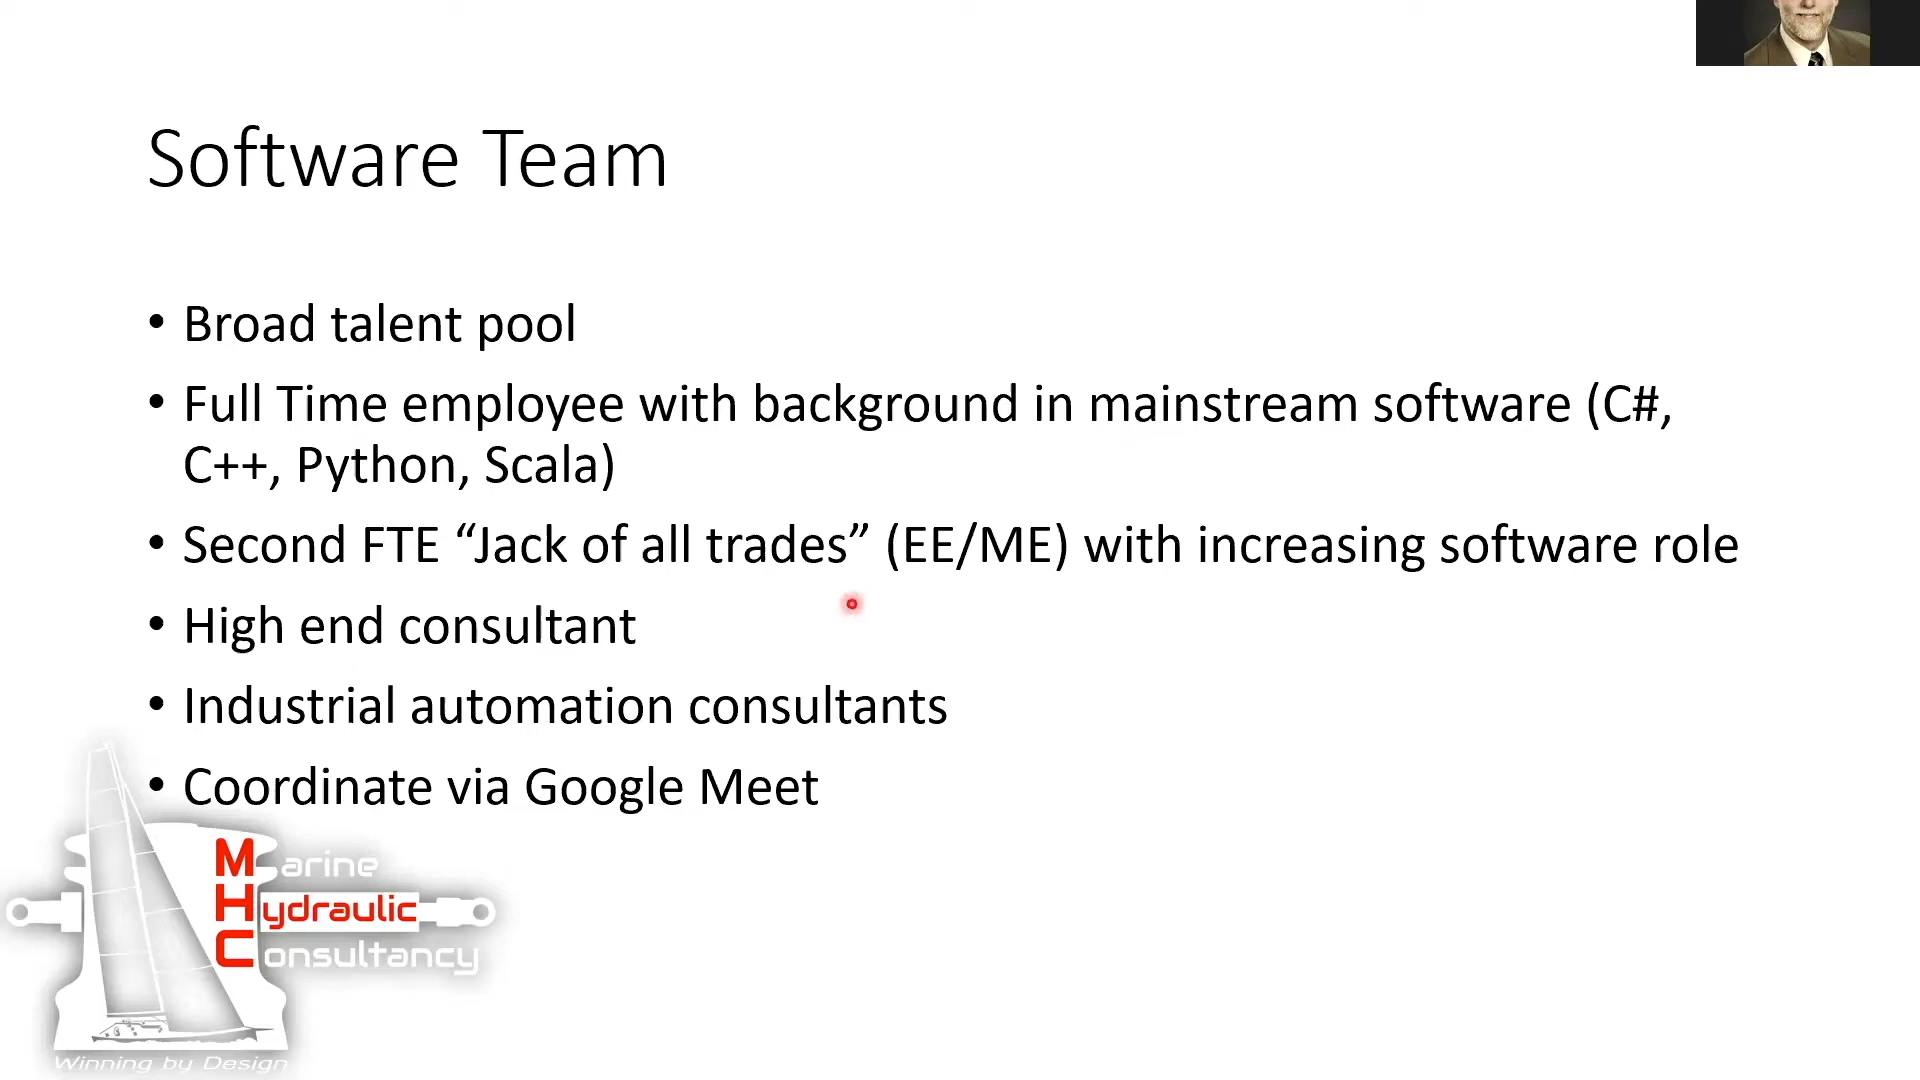 Software Team
• Broad talent pool
• Full Time employee with background in mainstream software (C#,
C++, Python, Scala)
• Second FTE “Jack of all trades” (EE/ME) with increasing software role
• High end consultant
• Industrial automation consultants
• Coordinate via Google Meet
Marine
Hydraulic
Consultancy
Winning by Design